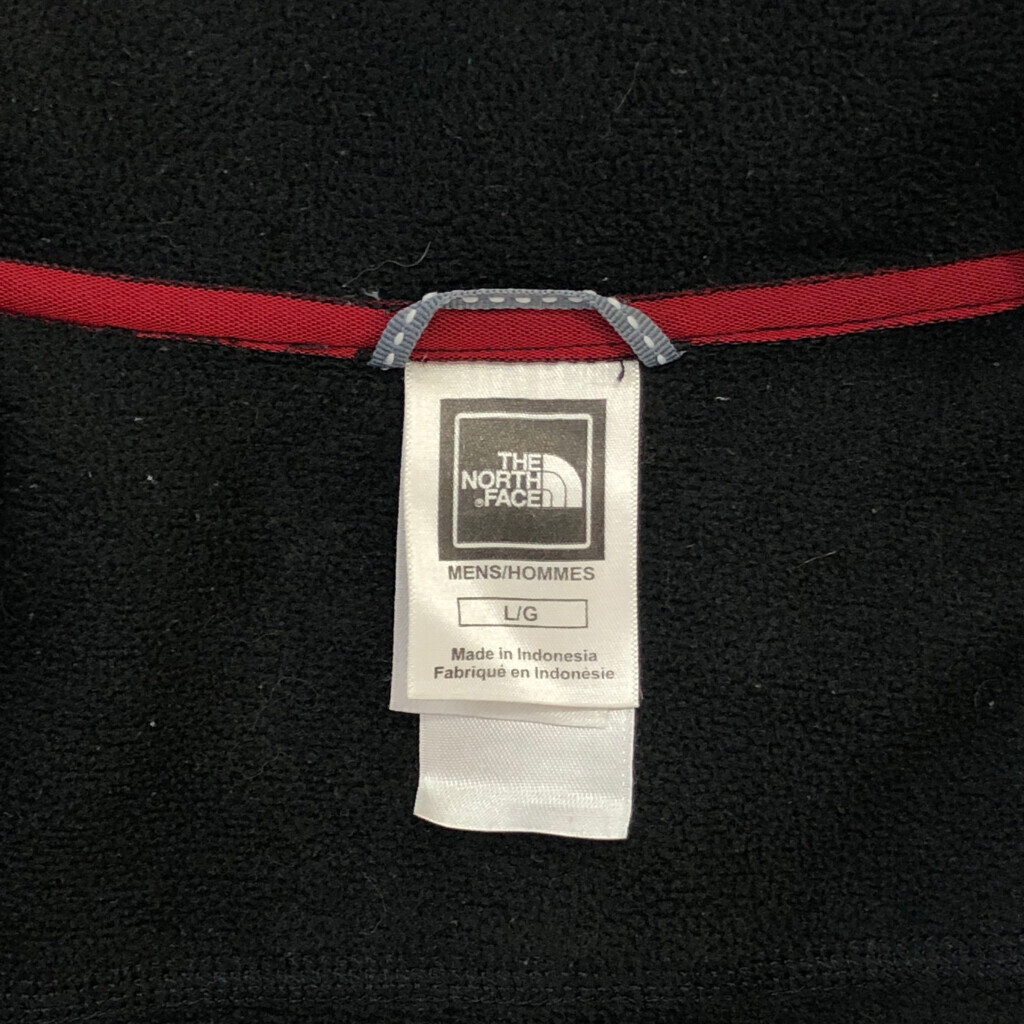 THE
NORTH
®FACE
MENS/HOMMES
L/G
Made in Indonesia
Fabriqué en Indonésie